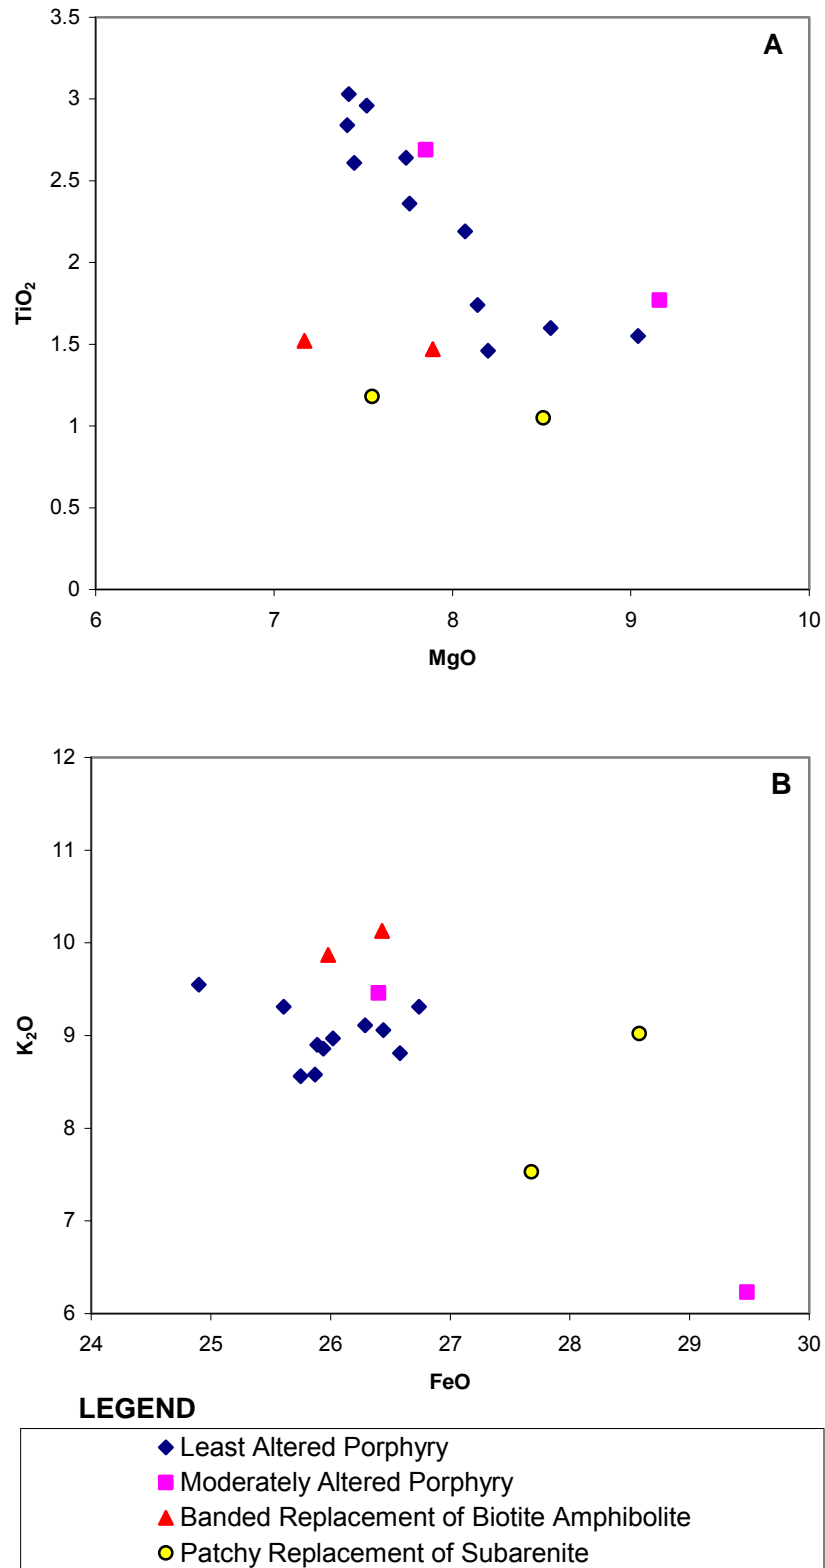 A
3.5
3
2.5
2
1.5
1
0.5
0
TiO₂
6 7 8 9 10
MgO
B
12
11
10
9
8
7
6
K₂O
24 25 26 27 28 29 30
FeO
LEGEND
Least Altered Porphyry
Moderately Altered Porphyry
Banded Replacement of Biotite Amphibolite
Patchy Replacement of Subarenite